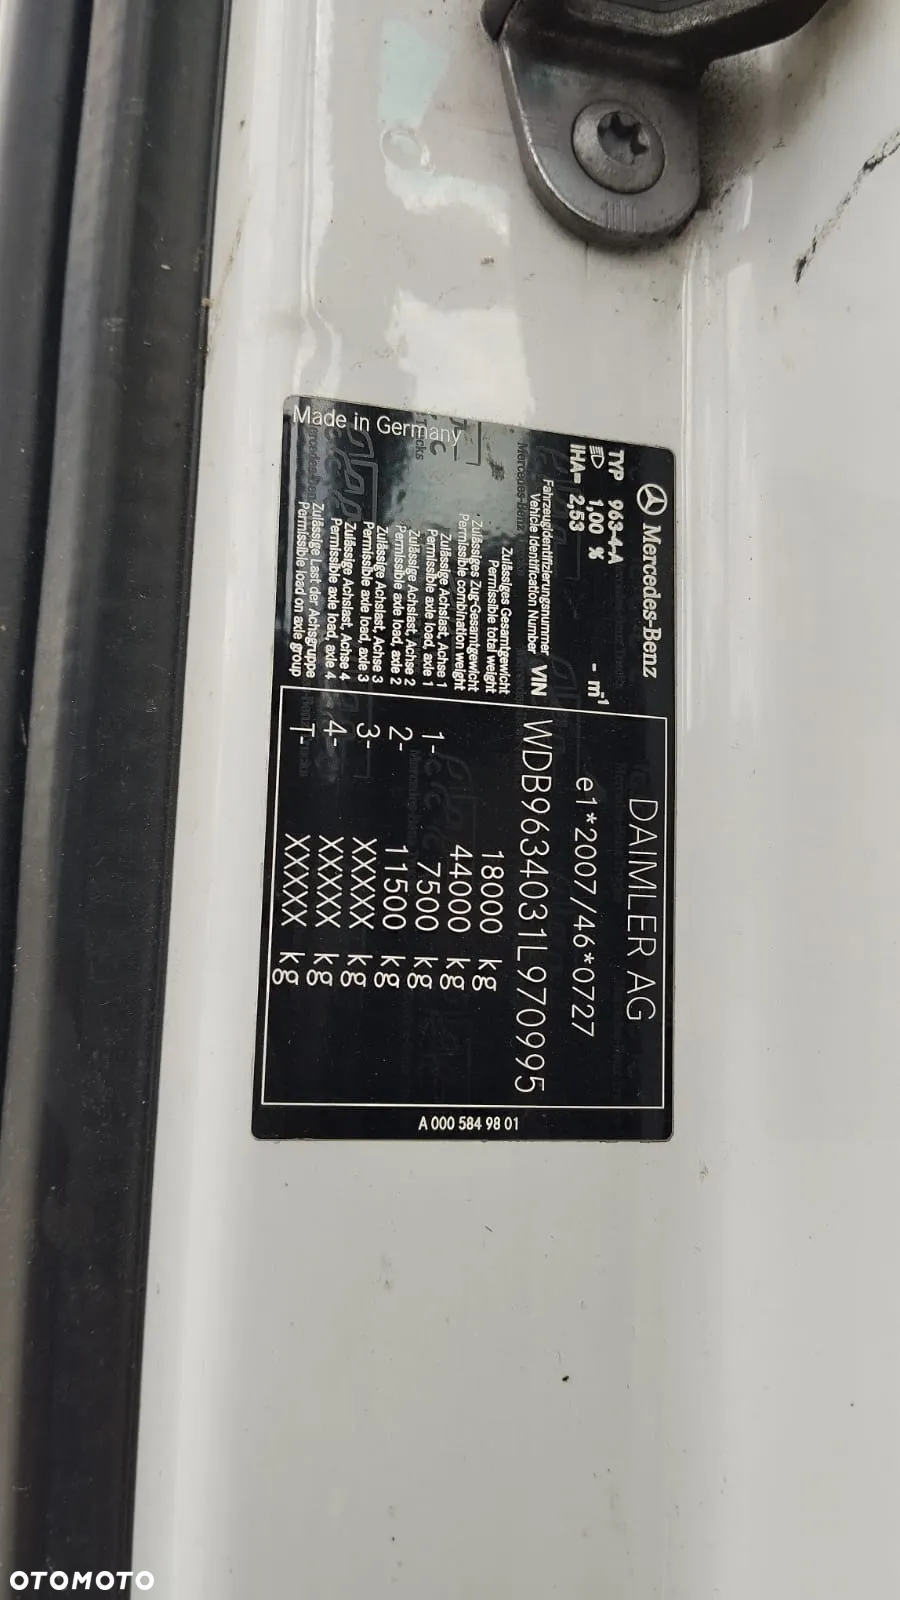 Mercedes-Benz
TYP 963-4-A
1,00 % - m¹
IHA= 2,53
DAIMLER AG
e1*2007/46*0727
Fahrzeugidentifizierungsnummer
Vehicle Identification Number VIN WDB9634031L970995
Zulässiges Gesamtgewicht
Permissible total weight 18000 kg
Zulässiges Zug-Gesamtgewicht
Permissible combination weight 44000 kg
Zulässige Achslast, Achse 1
Permissible axle load, axle 1 1- 7500 kg
Zulässige Achslast, Achse 2
Permissible axle load, axle 2 2- 11500 kg
Zulässige Achslast, Achse 3
Permissible axle load, axle 3 3- XXXXX kg
Zulässige Achslast, Achse 4
Permissible axle load, axle 4 4- XXXXX kg
Zulässige Last der Achsgruppe
Permissible load on axle group T- XXXXX kg
Made in Germany
A 000 584 98 01
OTOMOTO